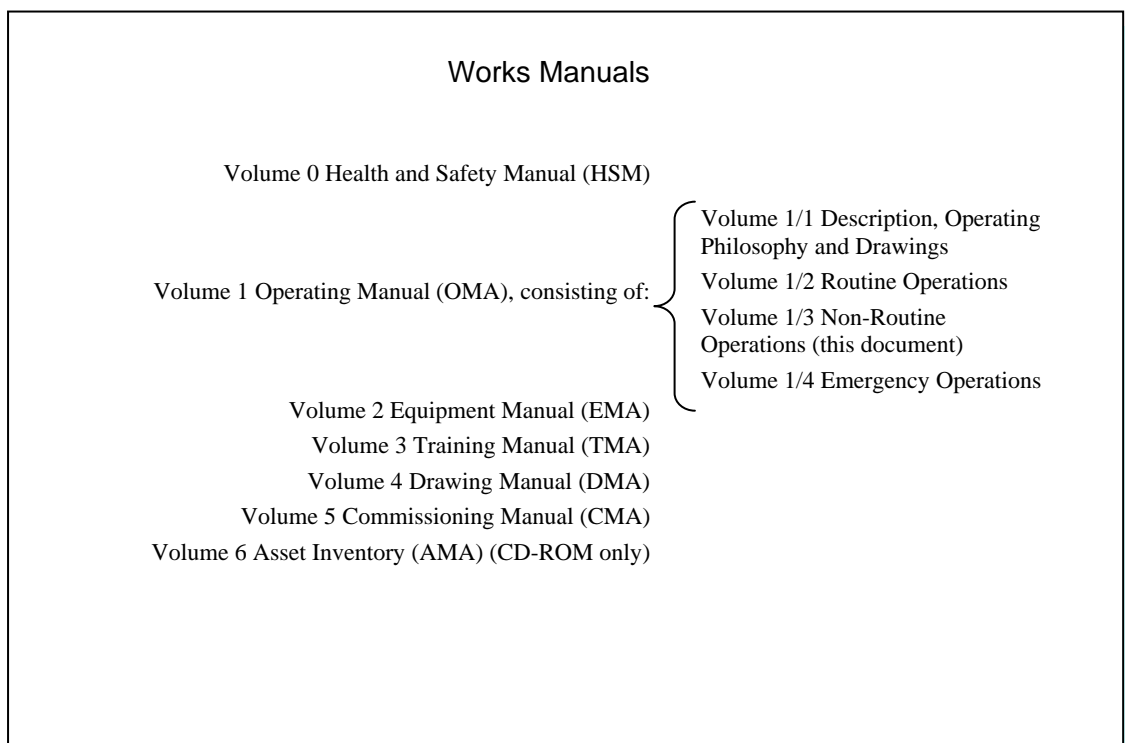 Works Manuals
Volume 0 Health and Safety Manual (HSM)
Volume 1 Operating Manual (OMA), consisting of:
Volume 1/1 Description, Operating
Philosophy and Drawings
Volume 1/2 Routine Operations
Volume 1/3 Non-Routine
Operations (this document)
Volume 1/4 Emergency Operations
Volume 2 Equipment Manual (EMA)
Volume 3 Training Manual (TMA)
Volume 4 Drawing Manual (DMA)
Volume 5 Commissioning Manual (CMA)
Volume 6 Asset Inventory (AMA) (CD-ROM only)